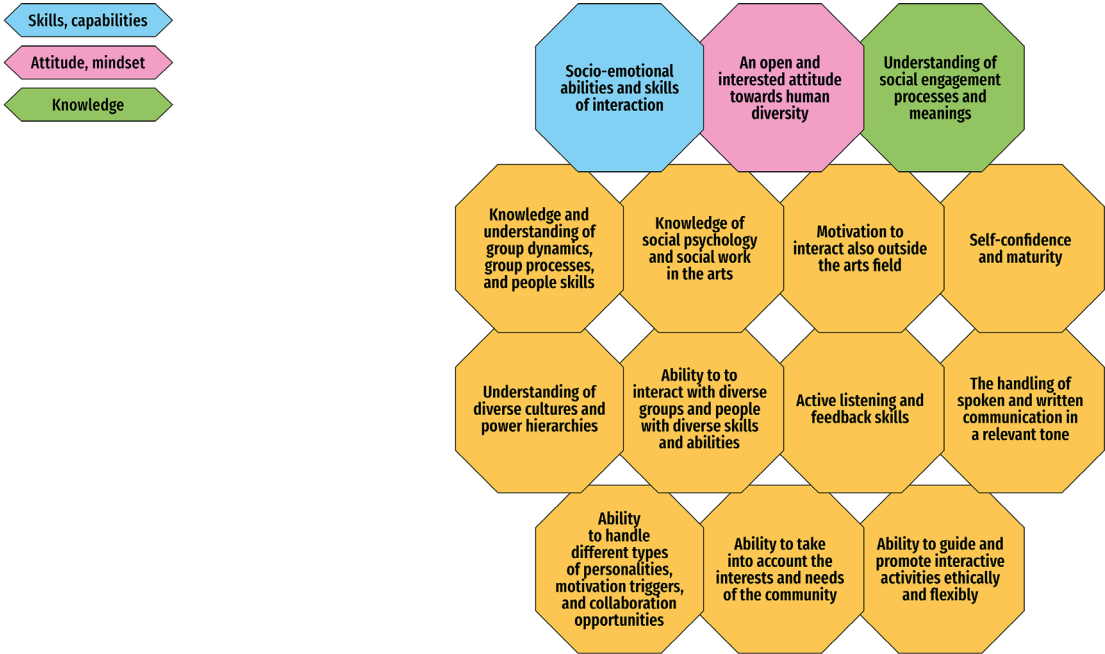 Skills, capabilities
Attitude, mindset
Knowledge
Socio-emotional
abilities and skills
of interaction
An open and
interested attitude
towards human
diversity
Understanding of
social engagement
processes and
meanings
Knowledge and
understanding of
group dynamics,
group processes,
and people skills
Knowledge of
social psychology
and social work
in the arts
Motivation to
interact also outside
the arts field
Self-confidence
and maturity
Understanding of
diverse cultures and
power hierarchies
Ability to to
interact with diverse
groups and people
with diverse skills
and abilities
Active listening and
feedback skills
The handling of
spoken and written
communication in
a relevant tone
Ability
to handle
different types
of personalities,
motivation triggers,
and collaboration
opportunities
Ability to take
into account the
interests and needs
of the community
Ability to guide and
promote interactive
activities ethically
and flexibly